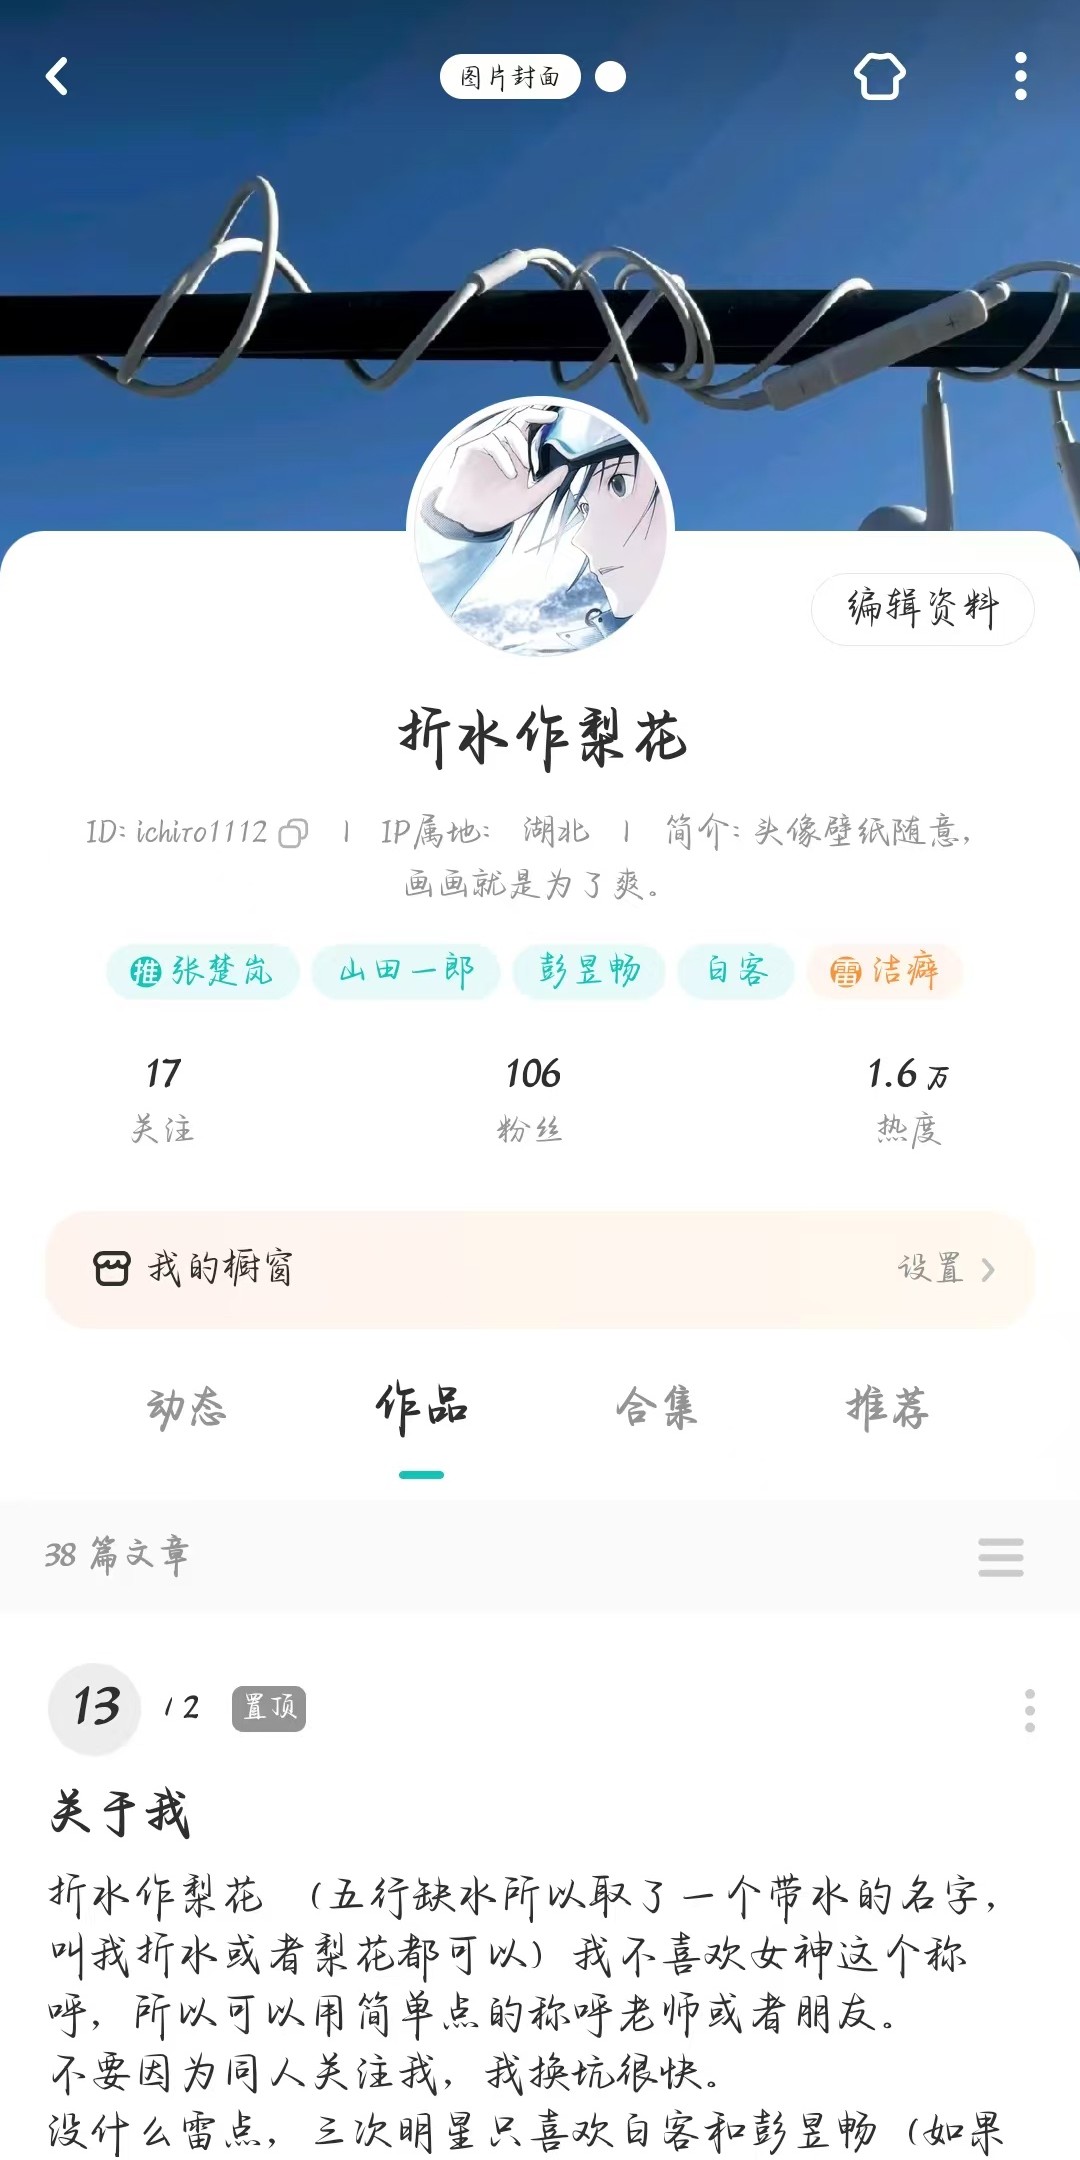 图片封面
编辑资料
折水作梨花
ID: ichiro1112 | IP属地： 湖北 | 简介：头像壁纸随意，
画画就是为了爽。
推 张楚岚 山田一郎 彭昱畅 白客 雷 洁癖
17 106 1.6万
关注 粉丝 热度
我的橱窗 设置
动态 作品 合集 推荐
38 篇文章
13 / 2 置顶
关于我
折水作梨花 （五行缺水所以取了一个带水的名字，
叫我折水或者梨花都可以）我不喜欢女神这个称
呼，所以可以用简单点的称呼老师或者朋友。
不要因为同人关注我，我换坑很快。
没什么雷点，三次明星只喜欢白客和彭昱畅（如果